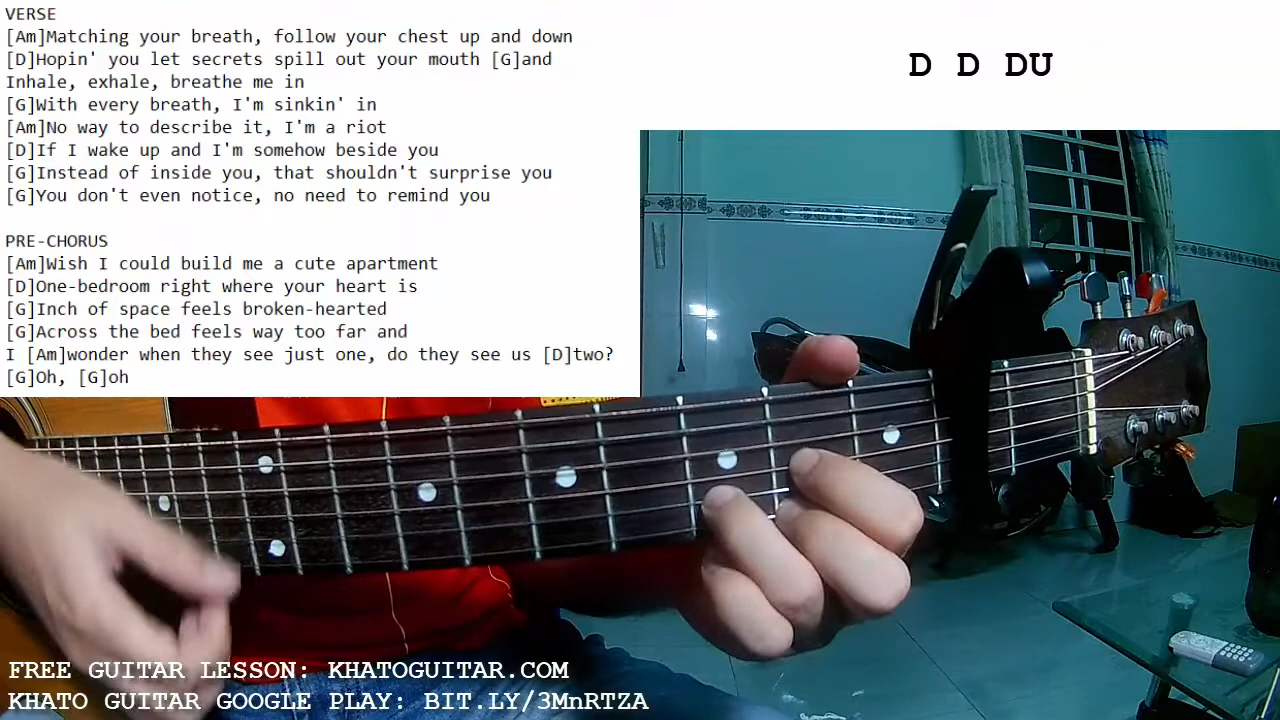 VERSE
[Am]Matching your breath, follow your chest up and down
[D]Hopin' you let secrets spill out your mouth [G]and
Inhale, exhale, breathe me in
[G]With every breath, I'm sinkin' in
[Am]No way to describe it, I'm a riot
[D]If I wake up and I'm somehow beside you
[G]Instead of inside you, that shouldn't surprise you
[G]You don't even notice, no need to remind you
PRE-CHORUS
[Am]Wish I could build me a cute apartment
[D]One-bedroom right where your heart is
[G]Inch of space feels broken-hearted
[G]Across the bed feels way too far and
I [Am]wonder when they see just one, do they see us [D]two?
[G]Oh, [G]oh
D D DU
FREE GUITAR LESSON: KHATOGUITAR.COM
KHATO GUITAR GOOGLE PLAY: BIT.LY/3MnRTZA